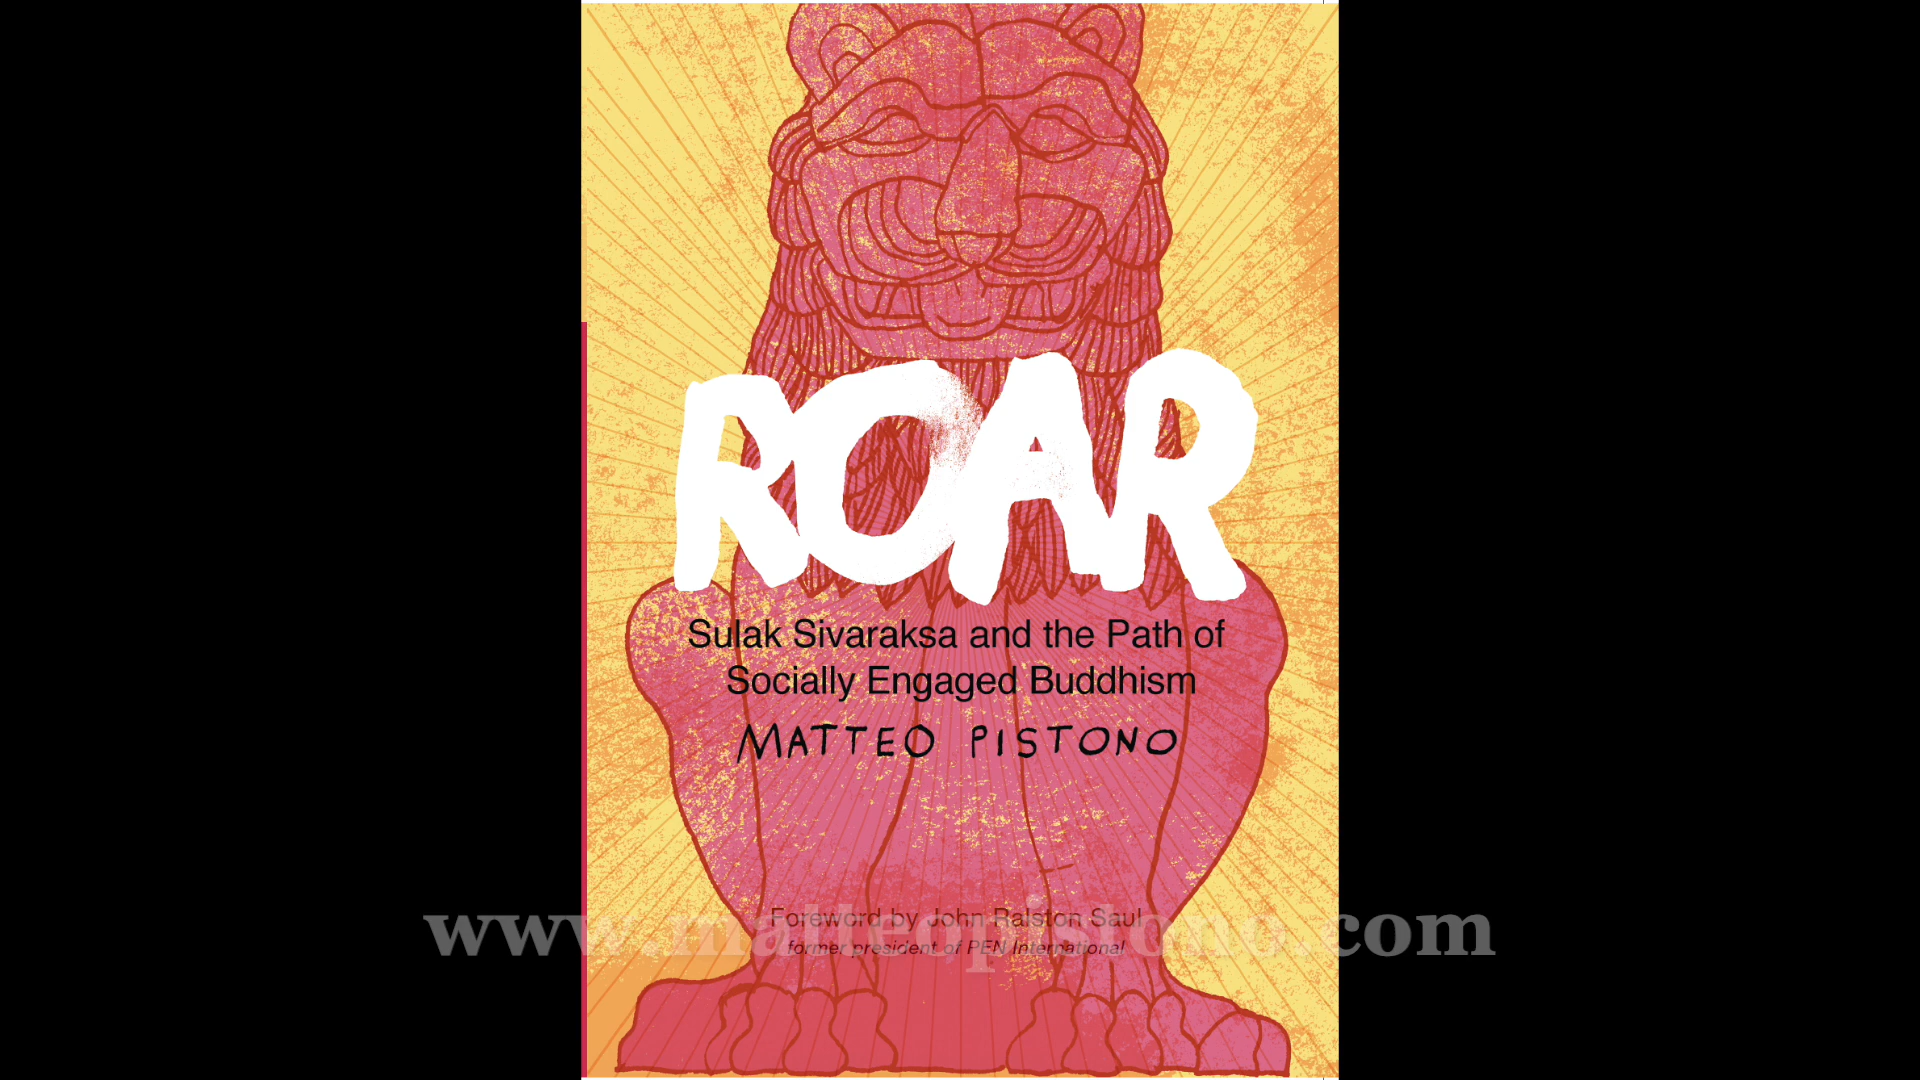 ROAR
Sulak Sivaraksa and the Path of
Socially Engaged Buddhism
MATTEO PISTONO
Foreword by John Ralston Saul
www.matteopistono.com
former president of PEN International